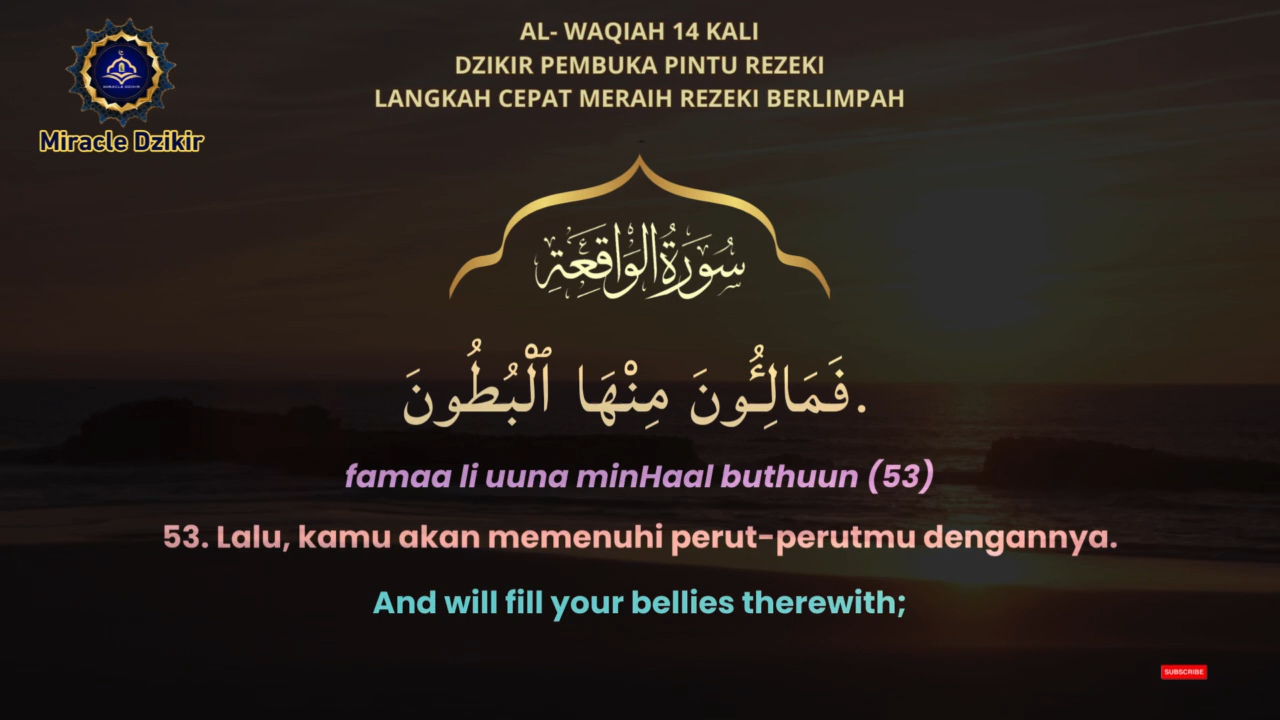 AL- WAQIAH 14 KALI
DZIKIR PEMBUKA PINTU REZEKI
LANGKAH CEPAT MERAIH REZEKI BERLIMPAH
MIRACLE DZIKIR
Miracle Dzikir
سُورَةُ الْوَاقِعَةِ
فَمَالِـُٔونَ مِنْهَا ٱلْبُطُونَ.
famaa li uuna minHaal buthuun (53)
53. Lalu, kamu akan memenuhi perut-perutmu dengannya.
And will fill your bellies therewith;
SUBSCRIBE